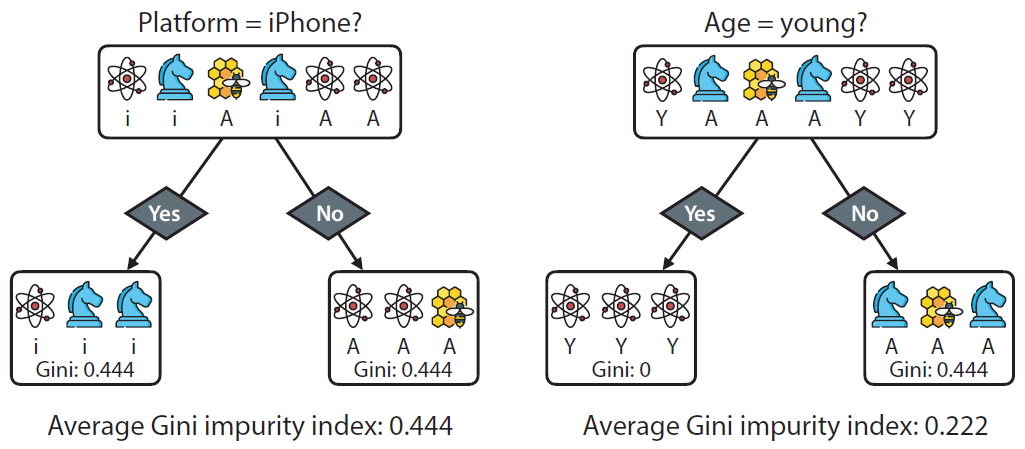 Platform = iPhone?
i i A i A A
Yes
No
i i i
Gini: 0.444
A A A
Gini: 0.444
Average Gini impurity index: 0.444
Age = young?
Y A A A Y Y
Yes
No
Y Y Y
Gini: 0
A A A
Gini: 0.444
Average Gini impurity index: 0.222